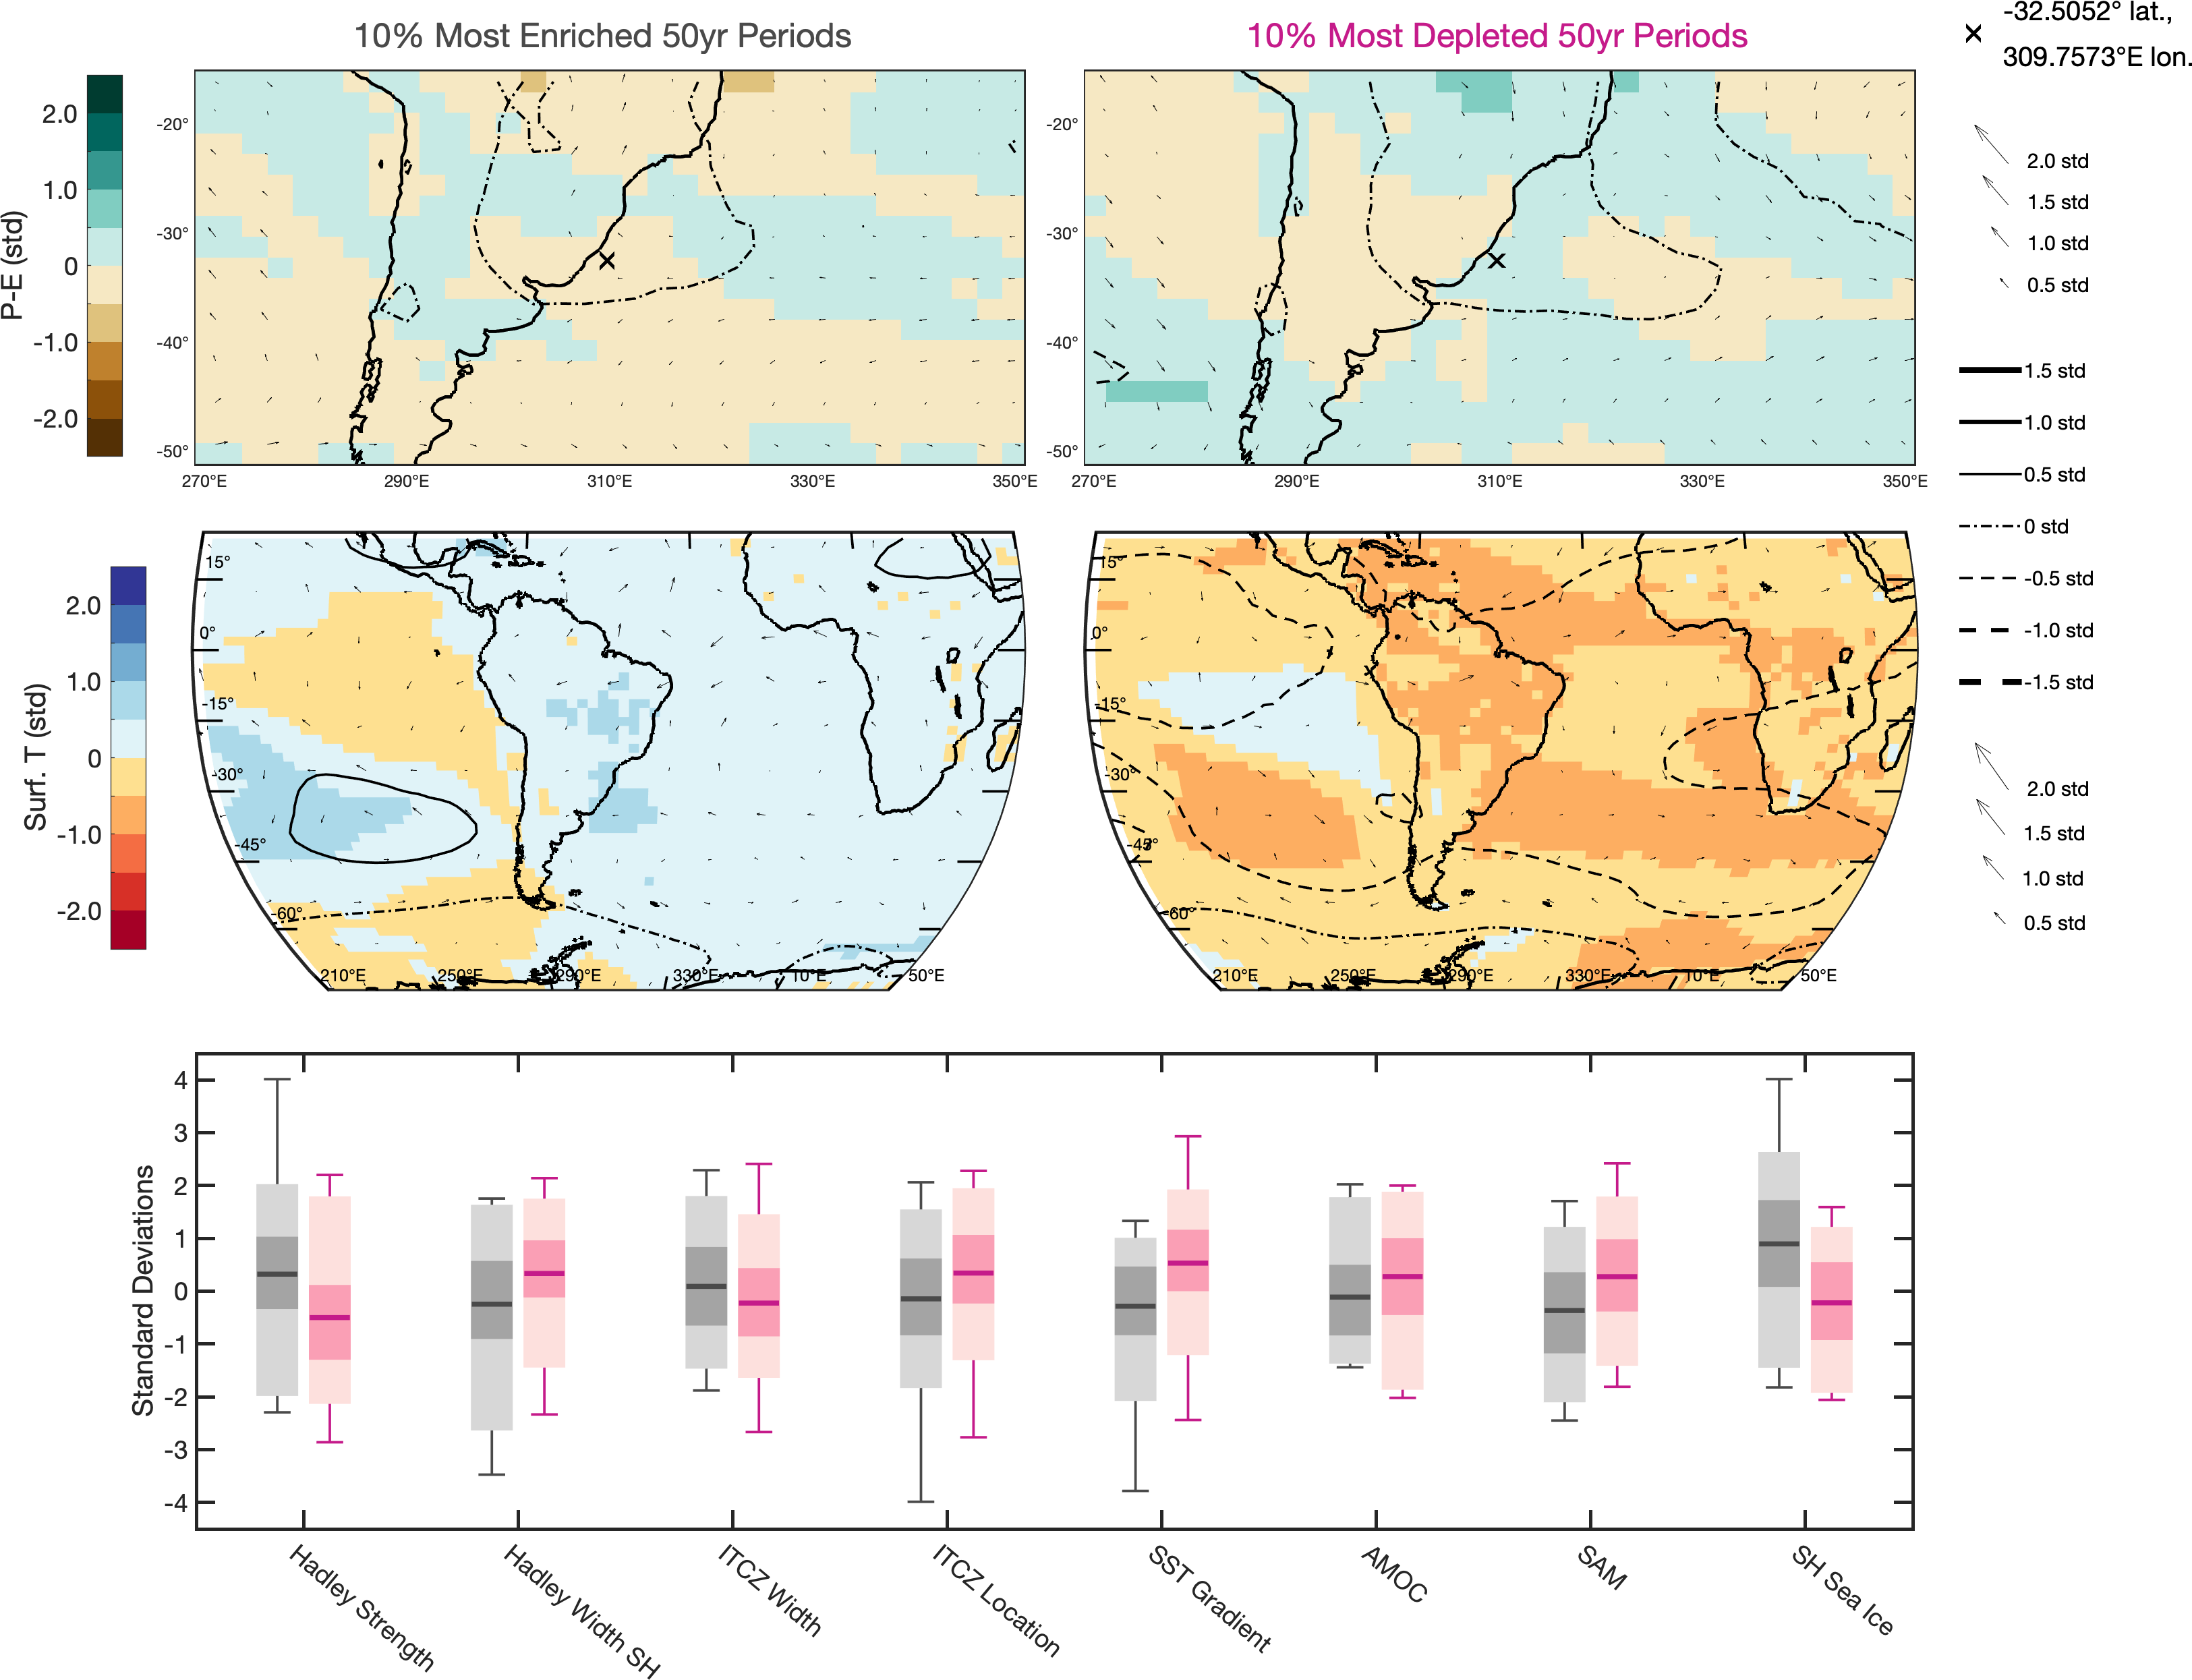 10% Most Enriched 50yr Periods
10% Most Depleted 50yr Periods
-32.5052° lat.,
309.7573°E lon.
P-E (std)
2.0
1.0
0
-1.0
-2.0
-20°
-30°
-40°
-50°
270°E
290°E
310°E
330°E
350°E
-20°
-30°
-40°
-50°
270°E
290°E
310°E
330°E
350°E
2.0 std
1.5 std
1.0 std
0.5 std
1.5 std
1.0 std
0.5 std
0 std
-0.5 std
-1.0 std
-1.5 std
Surf. T (std)
2.0
1.0
0
-1.0
-2.0
15°
0°
-15°
-30°
-45°
-60°
210°E
250°E
290°E
330°E
10°E
50°E
15°
0°
-15°
-30°
-45°
-60°
210°E
250°E
290°E
330°E
10°E
50°E
2.0 std
1.5 std
1.0 std
0.5 std
Standard Deviations
4
3
2
1
0
-1
-2
-3
-4
Hadley Strength
Hadley Width SH
ITCZ Width
ITCZ Location
SST Gradient
AMOC
SAM
SH Sea Ice